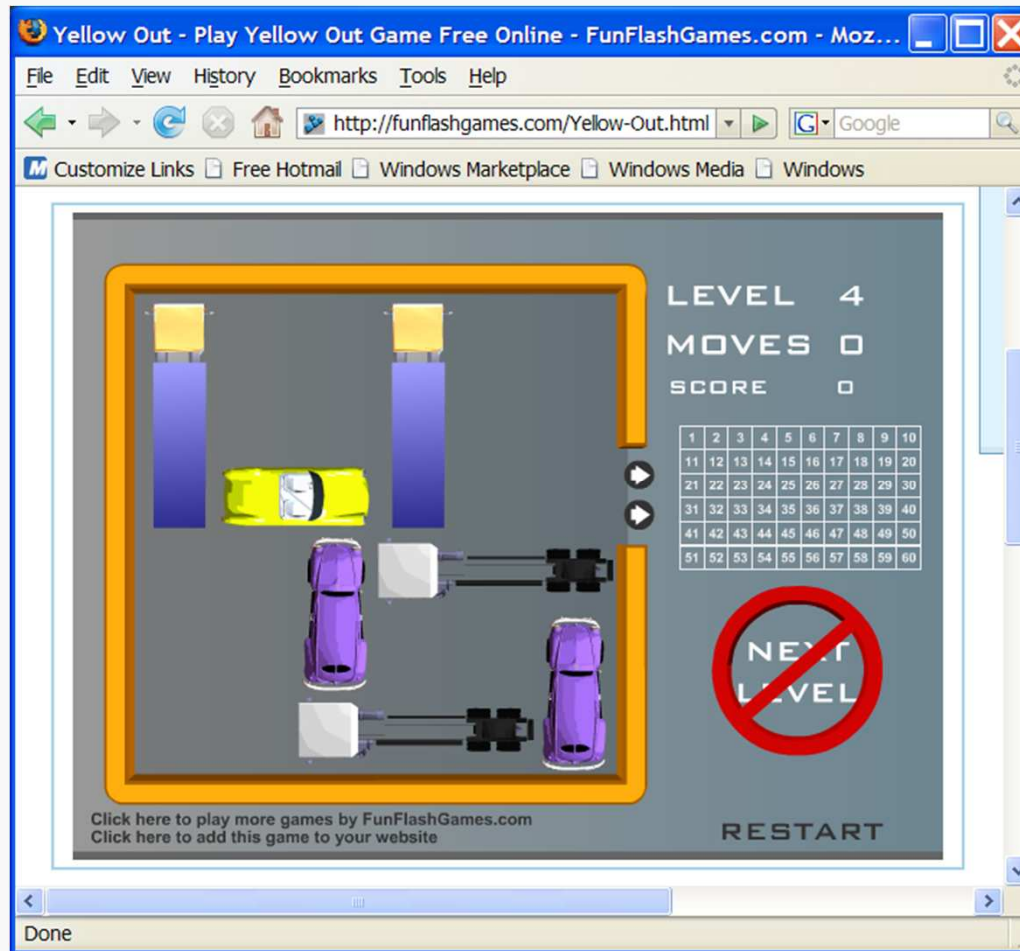 Yellow Out - Play Yellow Out Game Free Online - FunFlashGames.com - Moz...
File Edit View History Bookmarks Tools Help
http://funflashgames.com/Yellow-Out.html G Google
M Customize Links Free Hotmail Windows Marketplace Windows Media Windows
LEVEL 4
MOVES 0
SCORE 0
1 2 3 4 5 6 7 8 9 10
11 12 13 14 15 16 17 18 19 20
21 22 23 24 25 26 27 28 29 30
31 32 33 34 35 36 37 38 39 40
41 42 43 44 45 46 47 48 49 50
51 52 53 54 55 56 57 58 59 60
NEXT
LEVEL
Click here to play more games by FunFlashGames.com
Click here to add this game to your website
RESTART
Done